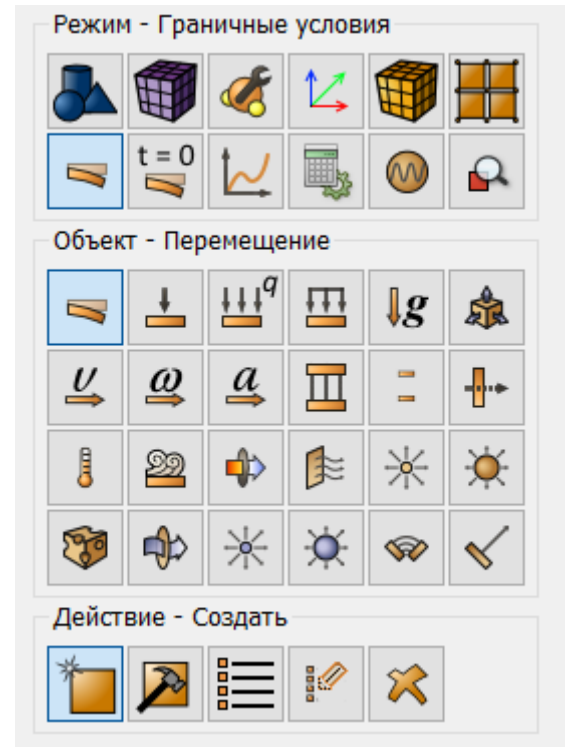 Режим - Граничные условия
t = 0
Объект - Перемещение
q
g
υ ω a
Действие - Создать